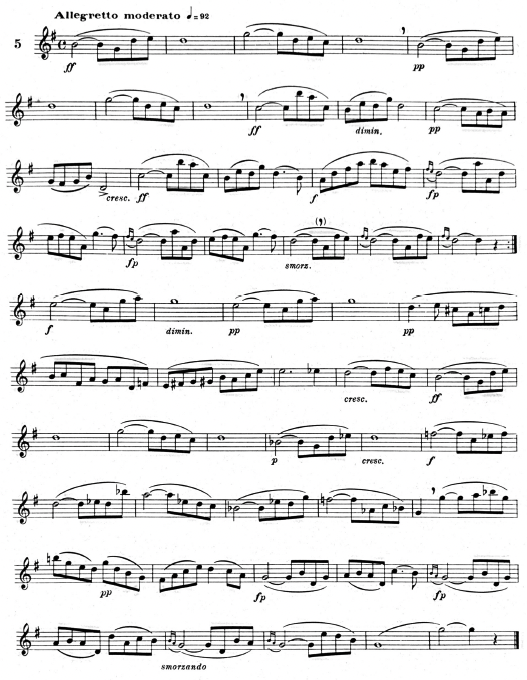 Allegretto moderato ♩=92
5
ff pp
ff dimin. pp
cresc. ff f fp
fp smorz.
f dimin. pp pp
cresc. ff
p cresc. f
pp fp fp
smorzando